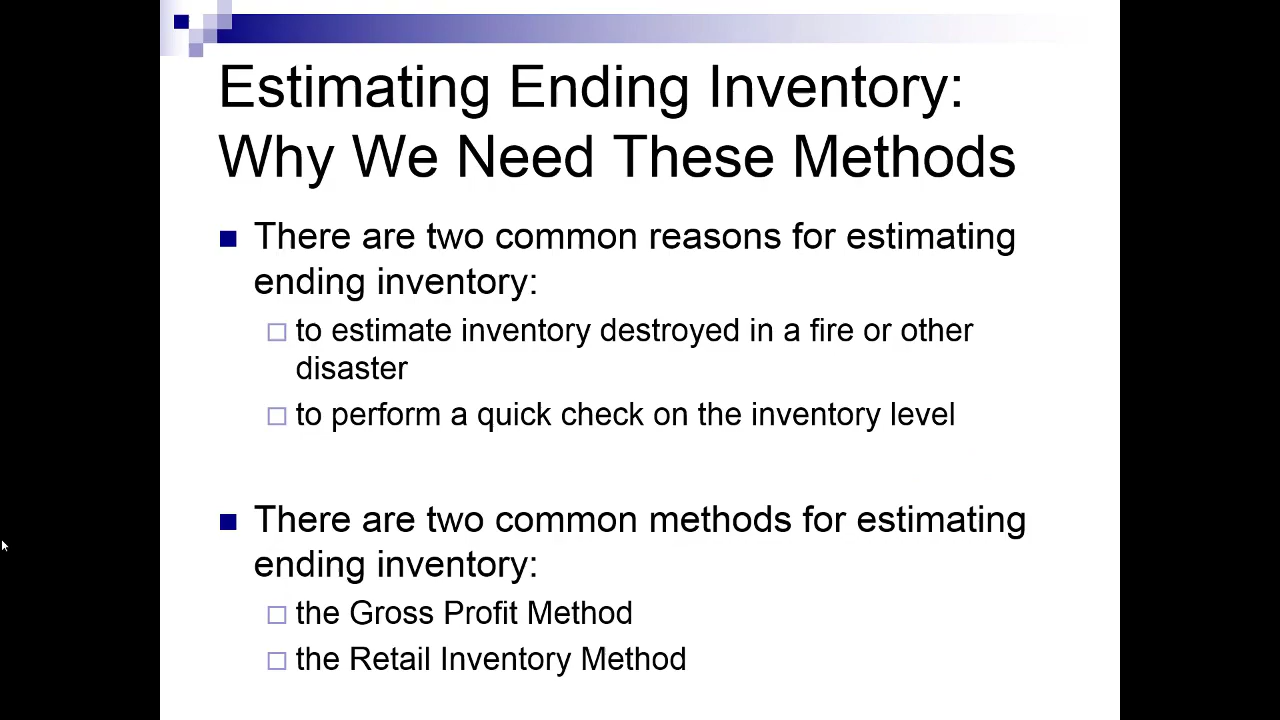 Estimating Ending Inventory:
Why We Need These Methods
There are two common reasons for estimating
ending inventory:
to estimate inventory destroyed in a fire or other
disaster
to perform a quick check on the inventory level
There are two common methods for estimating
ending inventory:
the Gross Profit Method
the Retail Inventory Method